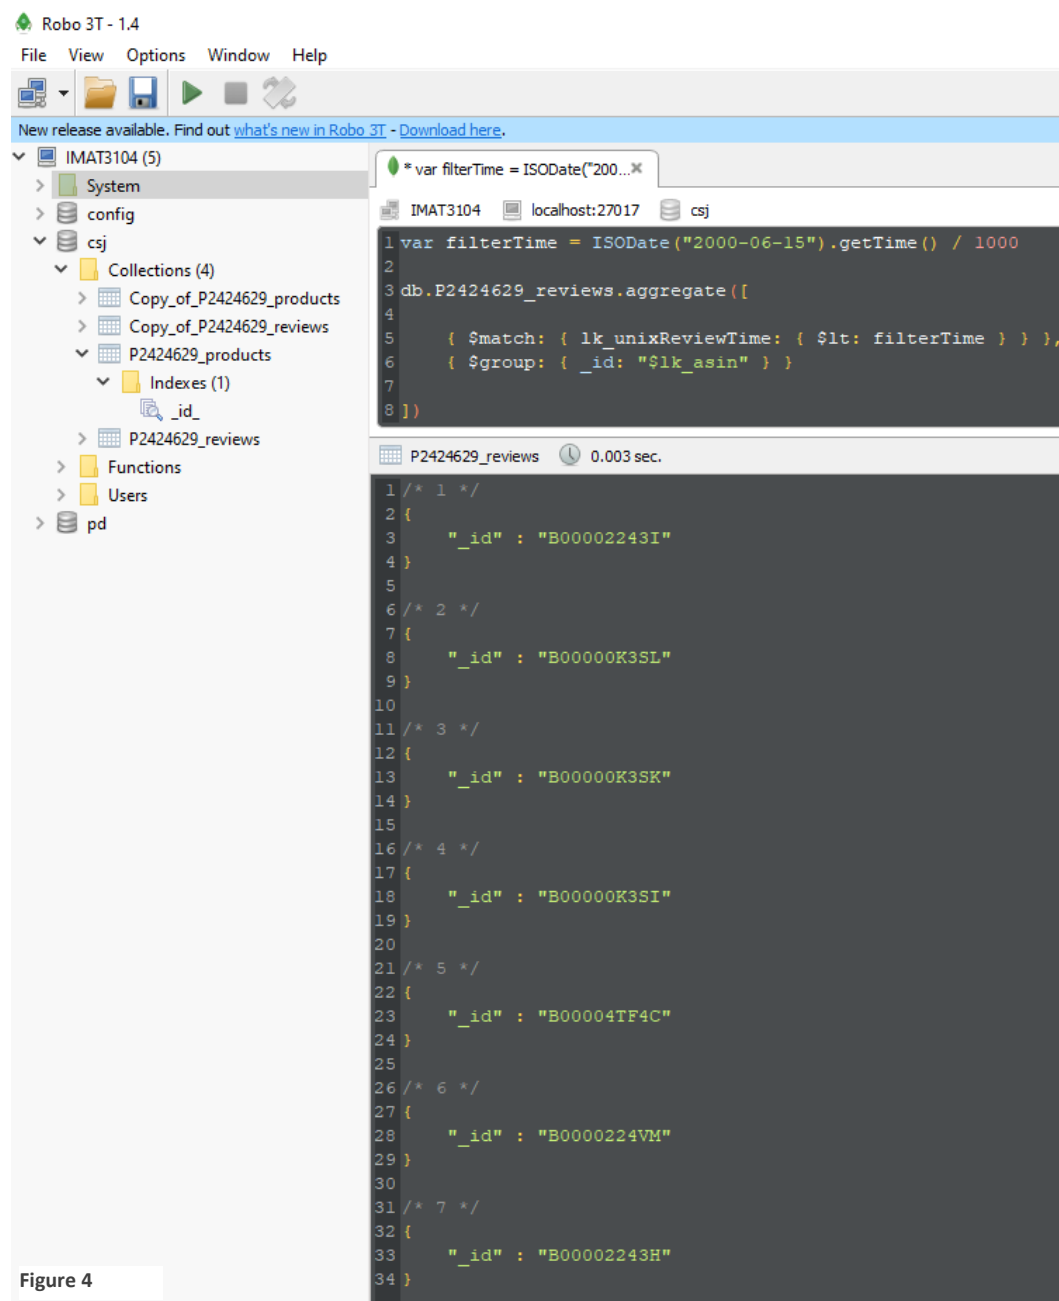 Robo 3T - 1.4
File View Options Window Help
New release available. Find out what's new in Robo 3T - Download here.
IMAT3104 (5)
System
config
csj
Collections (4)
Copy_of_P2424629_products
Copy_of_P2424629_reviews
P2424629_products
Indexes (1)
_id_
P2424629_reviews
Functions
Users
pd
* var filterTime = ISODate("200...
IMAT3104 localhost:27017 csj
1 var filterTime = ISODate("2000-06-15").getTime() / 1000
2
3 db.P2424629_reviews.aggregate([
4
5 { $match: { lk_unixReviewTime: { $lt: filterTime } } },
6 { $group: { _id: "$lk_asin" } }
7
8 ])
P2424629_reviews 0.003 sec.
1 /* 1 */
2 {
3 "_id" : "B00002243I"
4 }
5
6 /* 2 */
7 {
8 "_id" : "B00000K3SL"
9 }
10
11 /* 3 */
12 {
13 "_id" : "B00000K3SK"
14 }
15
16 /* 4 */
17 {
18 "_id" : "B00000K3SI"
19 }
20
21 /* 5 */
22 {
23 "_id" : "B00004TF4C"
24 }
25
26 /* 6 */
27 {
28 "_id" : "B0000224VM"
29 }
30
31 /* 7 */
32 {
33 "_id" : "B00002243H"
34 }
Figure 4